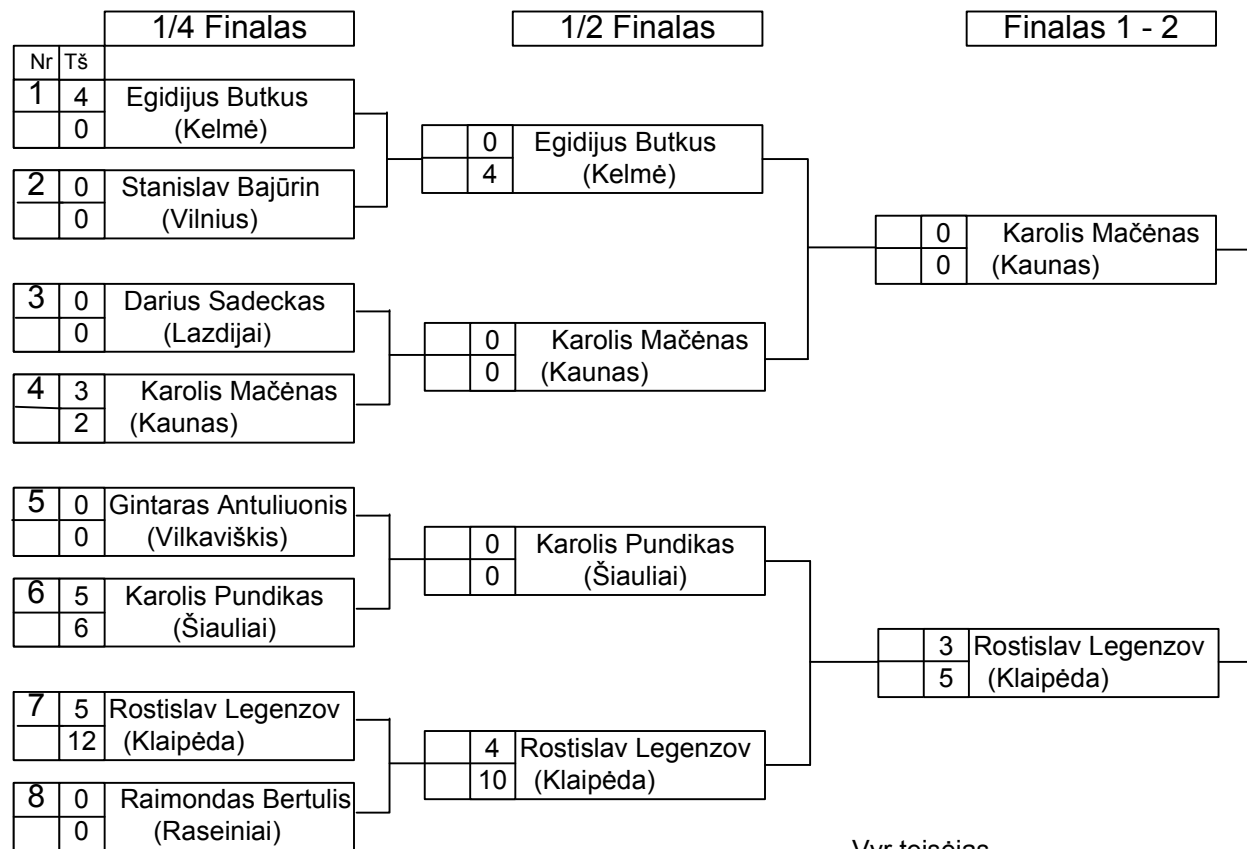 1/4 Finalas
1/2 Finalas
Finalas 1 - 2
Nr Tš
1 4 Egidijus Butkus
0 (Kelmė)
2 0 Stanislav Bajūrin
0 (Vilnius)
3 0 Darius Sadeckas
0 (Lazdijai)
4 3 Karolis Mačėnas
2 (Kaunas)
5 0 Gintaras Antuliuonis
0 (Vilkaviškis)
6 5 Karolis Pundikas
6 (Šiauliai)
7 5 Rostislav Legenzov
12 (Klaipėda)
8 0 Raimondas Bertulis
0 (Raseiniai)
0 Egidijus Butkus
4 (Kelmė)
0 Karolis Mačėnas
0 (Kaunas)
0 Karolis Pundikas
0 (Šiauliai)
4 Rostislav Legenzov
10 (Klaipėda)
0 Karolis Mačėnas
0 (Kaunas)
3 Rostislav Legenzov
5 (Klaipėda)
Vyr teisėjas